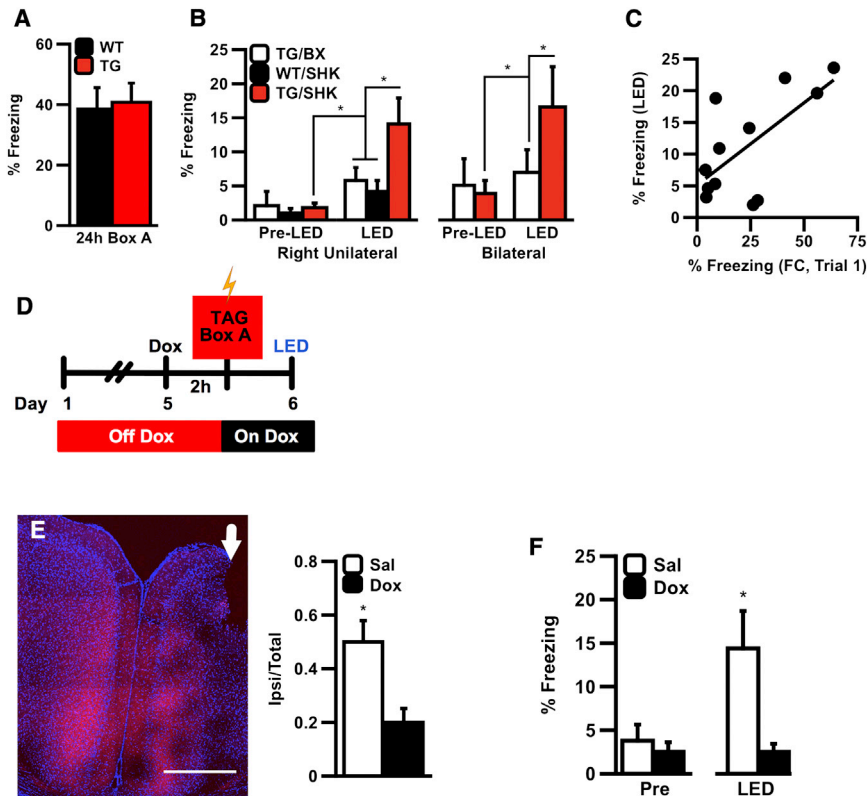 A
WT
TG
60
40
20
0
% Freezing
24h Box A
B
TG/BX
WT/SHK
TG/SHK
25
20
15
10
5
0
% Freezing
*
*
*
*
Pre-LED
LED
Right Unilateral
Pre-LED
LED
Bilateral
C
25
20
15
10
5
0
% Freezing (LED)
0
25
50
75
% Freezing (FC, Trial 1)
D
TAG
Box A
Dox
LED
2h
Day
1
5
6
Off Dox
On Dox
E
Sal
Dox
0.8
0.6
0.4
0.2
0
Ipsi/Total
*
F
Sal
Dox
25
20
15
10
5
0
% Freezing
*
Pre
LED